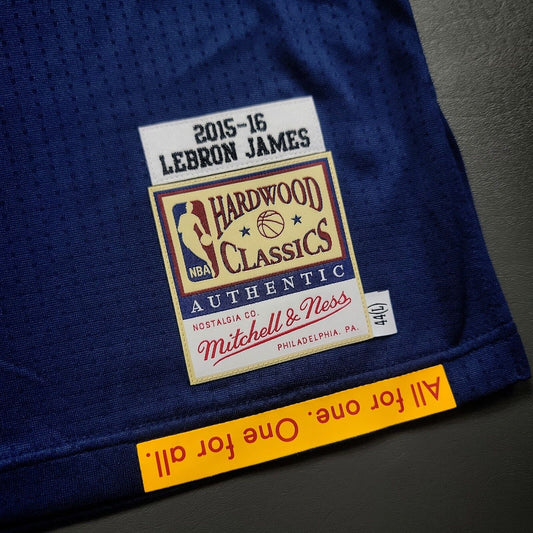 2015-16
LEBRON JAMES
HARDWOOD
CLASSICS
NBA
AUTHENTIC
NOSTALGIA CO.
Mitchell & Ness
PHILADELPHIA, PA.
44(L)
All for one. One for all.